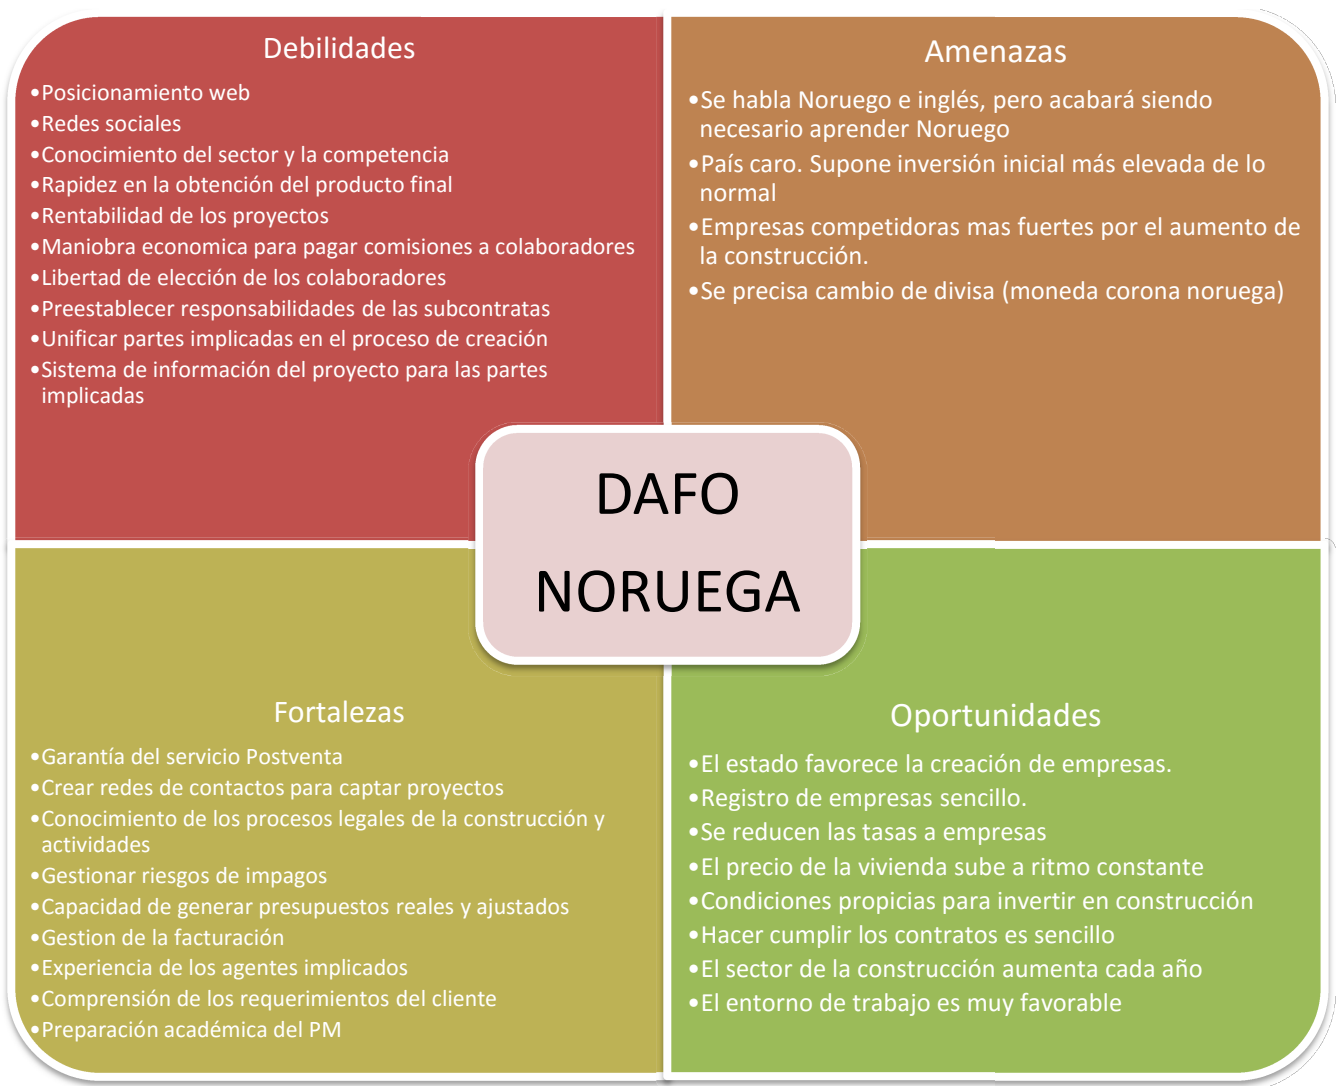 Debilidades
•Posicionamiento web
•Redes sociales
•Conocimiento del sector y la competencia
•Rapidez en la obtención del producto final
•Rentabilidad de los proyectos
•Maniobra economica para pagar comisiones a colaboradores
•Libertad de elección de los colaboradores
•Preestablecer responsabilidades de las subcontratas
•Unificar partes implicadas en el proceso de creación
•Sistema de información del proyecto para las partes
implicadas
Amenazas
•Se habla Noruego e inglés, pero acabará siendo
necesario aprender Noruego
•País caro. Supone inversión inicial más elevada de lo
normal
•Empresas competidoras mas fuertes por el aumento de
la construcción.
•Se precisa cambio de divisa (moneda corona noruega)
DAFO
NORUEGA
Fortalezas
•Garantía del servicio Postventa
•Crear redes de contactos para captar proyectos
•Conocimiento de los procesos legales de la construcción y
actividades
•Gestionar riesgos de impagos
•Capacidad de generar presupuestos reales y ajustados
•Gestion de la facturación
•Experiencia de los agentes implicados
•Comprensión de los requerimientos del cliente
•Preparación académica del PM
Oportunidades
•El estado favorece la creación de empresas.
•Registro de empresas sencillo.
•Se reducen las tasas a empresas
•El precio de la vivienda sube a ritmo constante
•Condiciones propicias para invertir en construcción
•Hacer cumplir los contratos es sencillo
•El sector de la construcción aumenta cada año
•El entorno de trabajo es muy favorable